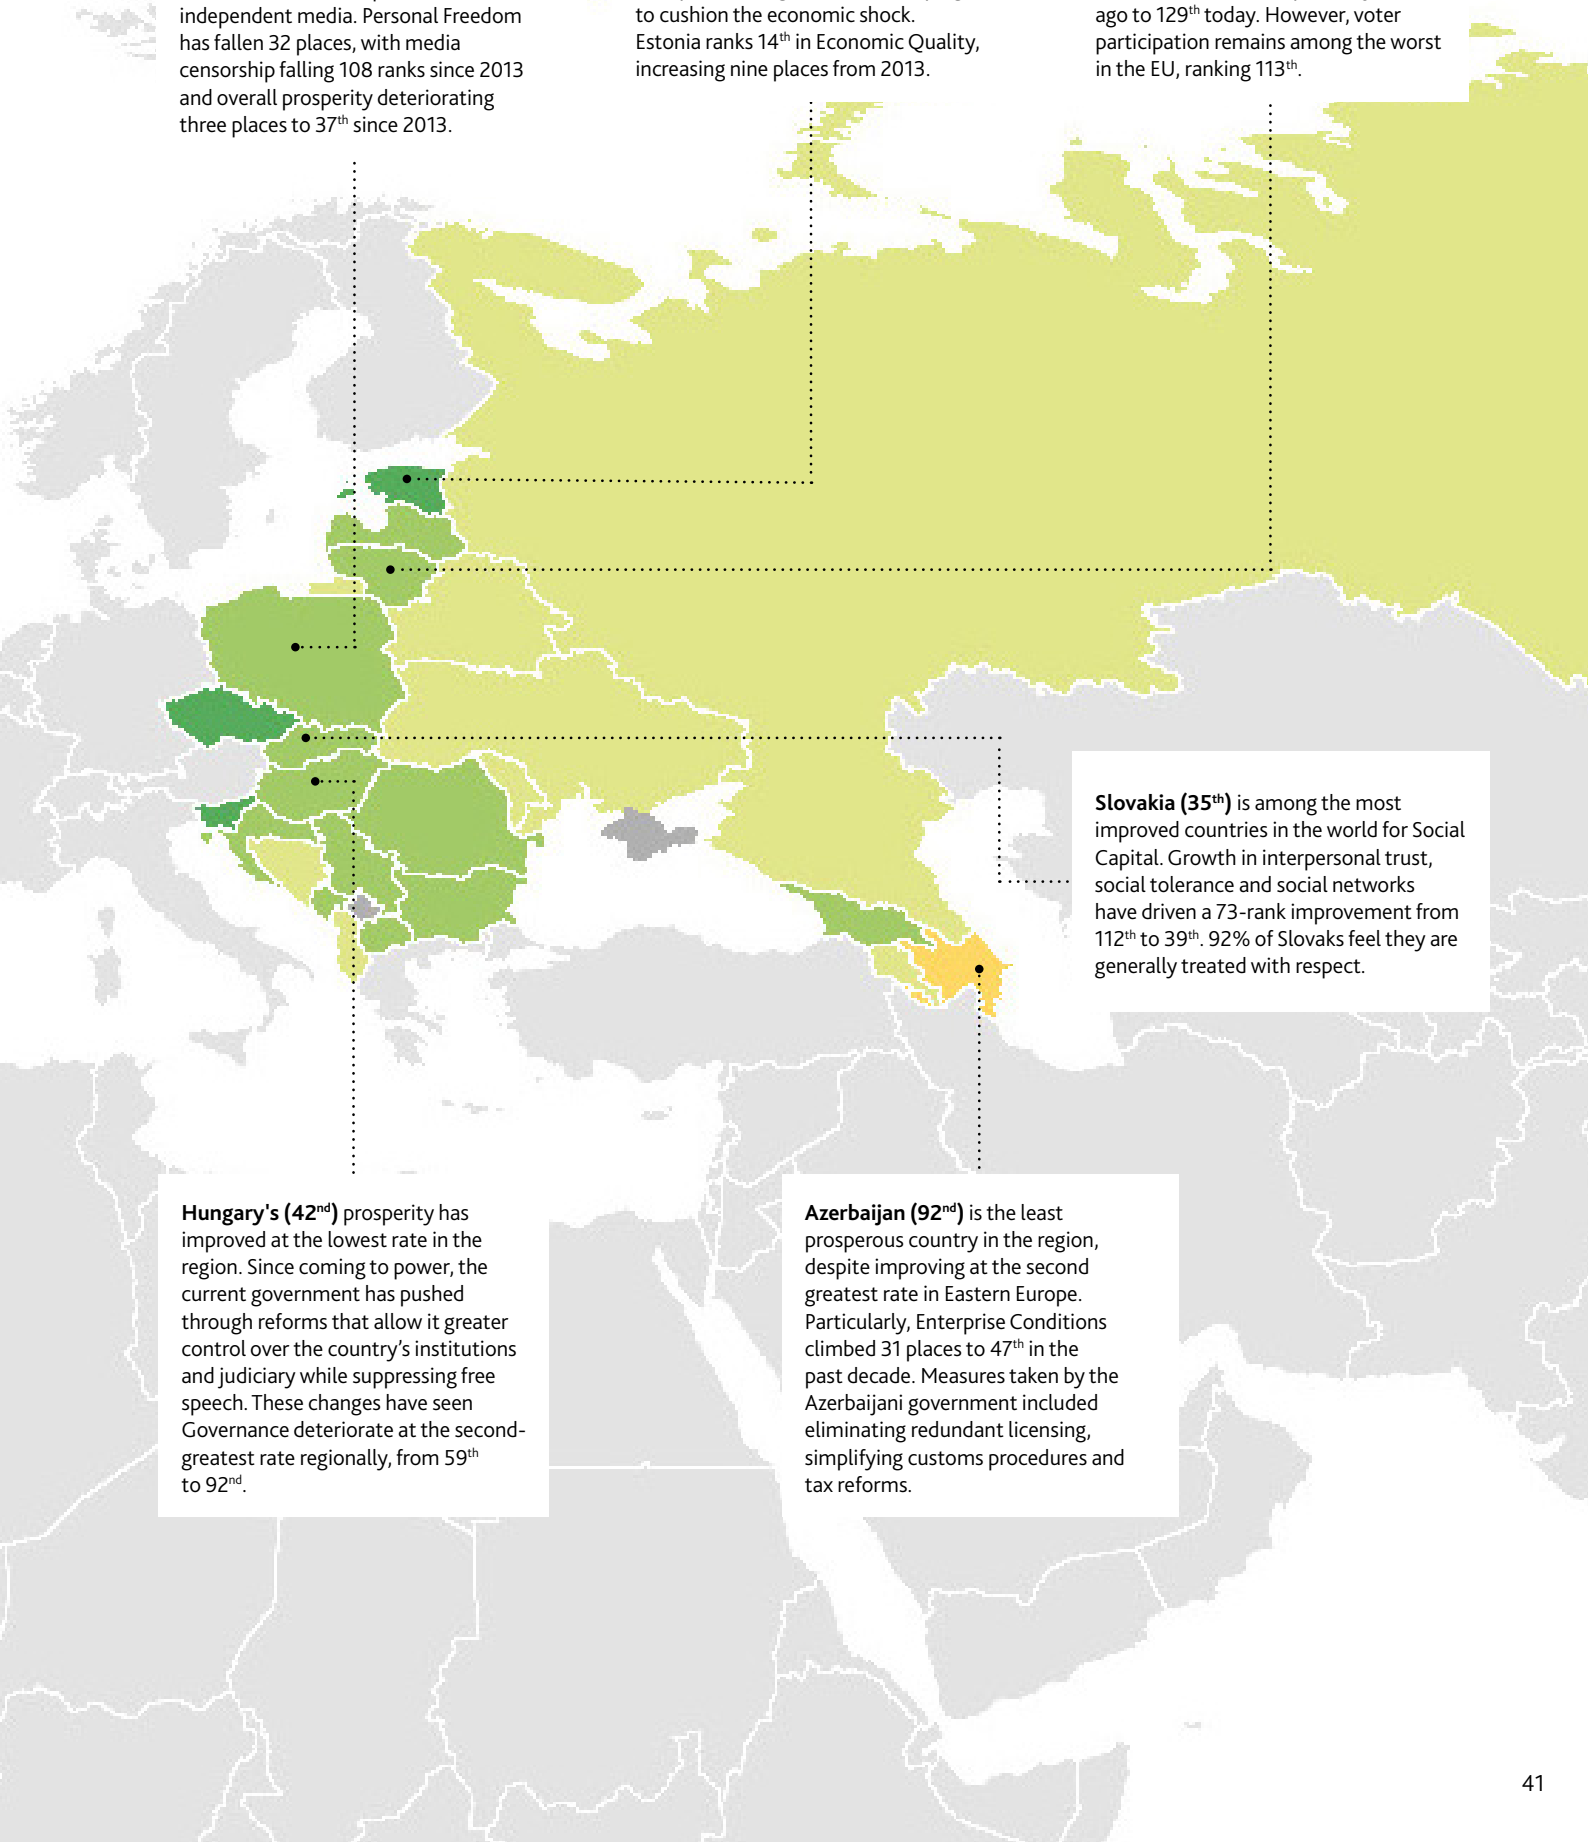 independent media. Personal Freedom
has fallen 32 places, with media
censorship falling 108 ranks since 2013
and overall prosperity deteriorating
three places to 37th since 2013.
to cushion the economic shock.
Estonia ranks 14th in Economic Quality,
increasing nine places from 2013.
ago to 129th today. However, voter
participation remains among the worst
in the EU, ranking 113th.
Slovakia (35th) is among the most
improved countries in the world for Social
Capital. Growth in interpersonal trust,
social tolerance and social networks
have driven a 73-rank improvement from
112th to 39th. 92% of Slovaks feel they are
generally treated with respect.
Hungary's (42nd) prosperity has
improved at the lowest rate in the
region. Since coming to power, the
current government has pushed
through reforms that allow it greater
control over the country’s institutions
and judiciary while suppressing free
speech. These changes have seen
Governance deteriorate at the second-
greatest rate regionally, from 59th
to 92nd.
Azerbaijan (92nd) is the least
prosperous country in the region,
despite improving at the second
greatest rate in Eastern Europe.
Particularly, Enterprise Conditions
climbed 31 places to 47th in the
past decade. Measures taken by the
Azerbaijani government included
eliminating redundant licensing,
simplifying customs procedures and
tax reforms.
41